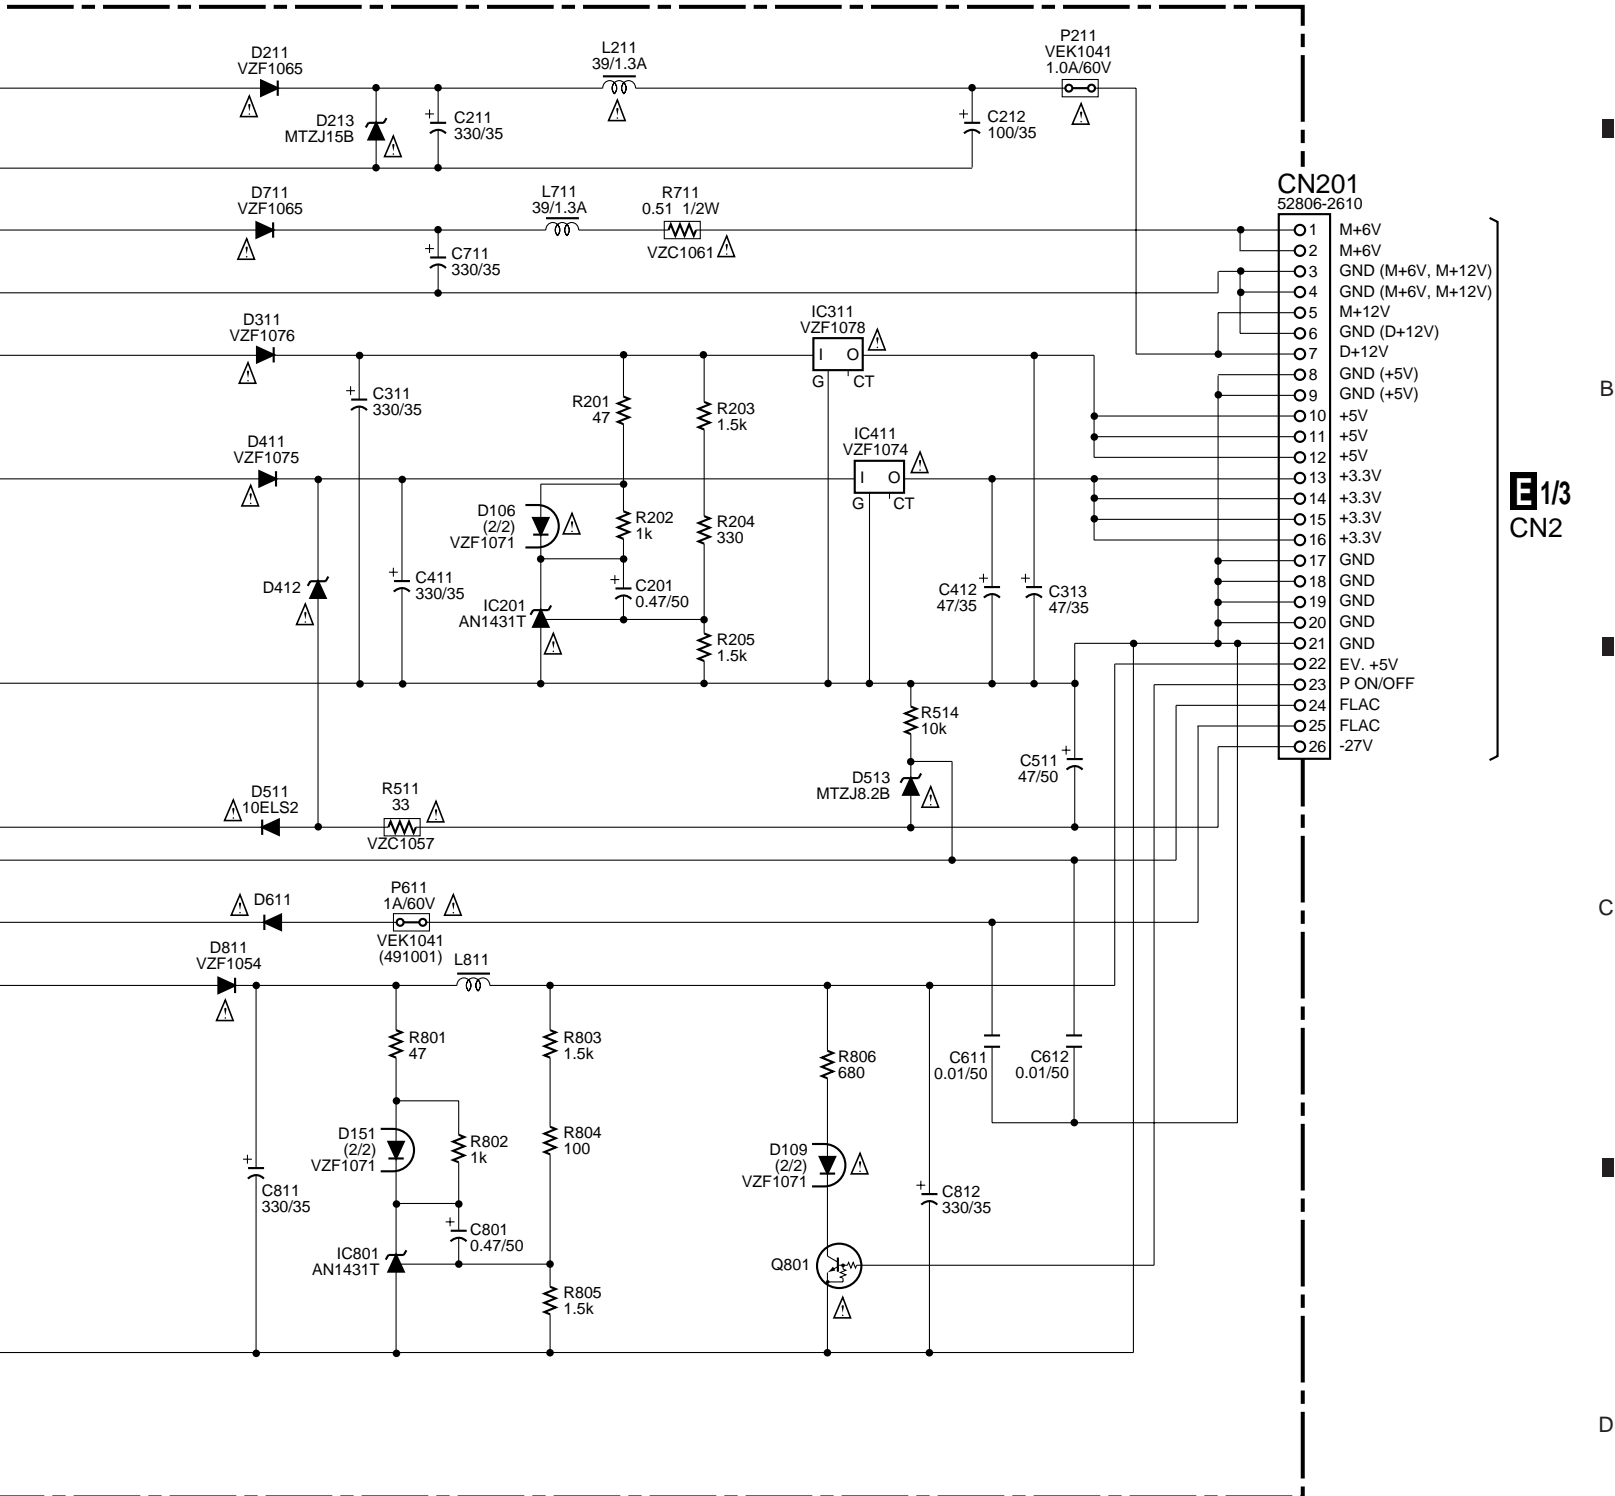 D211
VZF1065
L211
39/1.3A
P211
VEK1041
1.0A/60V
D213
MTZJ15B
+
C211
330/35
+
C212
100/35
D711
VZF1065
L711
39/1.3A
R711
0.51 1/2W
VZC1061
+
C711
330/35
CN201
52806-2610
1 M+6V
2 M+6V
3 GND (M+6V, M+12V)
4 GND (M+6V, M+12V)
5 M+12V
6 GND (D+12V)
7 D+12V
8 GND (+5V)
9 GND (+5V)
10 +5V
11 +5V
12 +5V
13 +3.3V
14 +3.3V
15 +3.3V
16 +3.3V
17 GND
18 GND
19 GND
20 GND
21 GND
22 EV. +5V
23 P ON/OFF
24 FLAC
25 FLAC
26 -27V
E 1/3
CN2
B
D311
VZF1076
IC311
VZF1078
I O
G CT
+
C311
330/35
R201
47
R203
1.5k
D411
VZF1075
IC411
VZF1074
I O
G CT
D106
(2/2)
VZF1071
R202
1k
R204
330
D412
+
C411
330/35
IC201
AN1431T
+
C201
0.47/50
R205
1.5k
C412
47/35
+
+
C313
47/35
R514
10k
D513
MTZJ8.2B
C511
47/50
+
D511
10ELS2
R511
33
VZC1057
D611
P611
1A/60V
VEK1041
(491001)
C
D811
VZF1054
L811
R801
47
R803
1.5k
R806
680
C611
0.01/50
C612
0.01/50
D151
(2/2)
VZF1071
R802
1k
R804
100
D109
(2/2)
VZF1071
+
C811
330/35
+
C812
330/35
IC801
AN1431T
+
C801
0.47/50
Q801
R805
1.5k
D